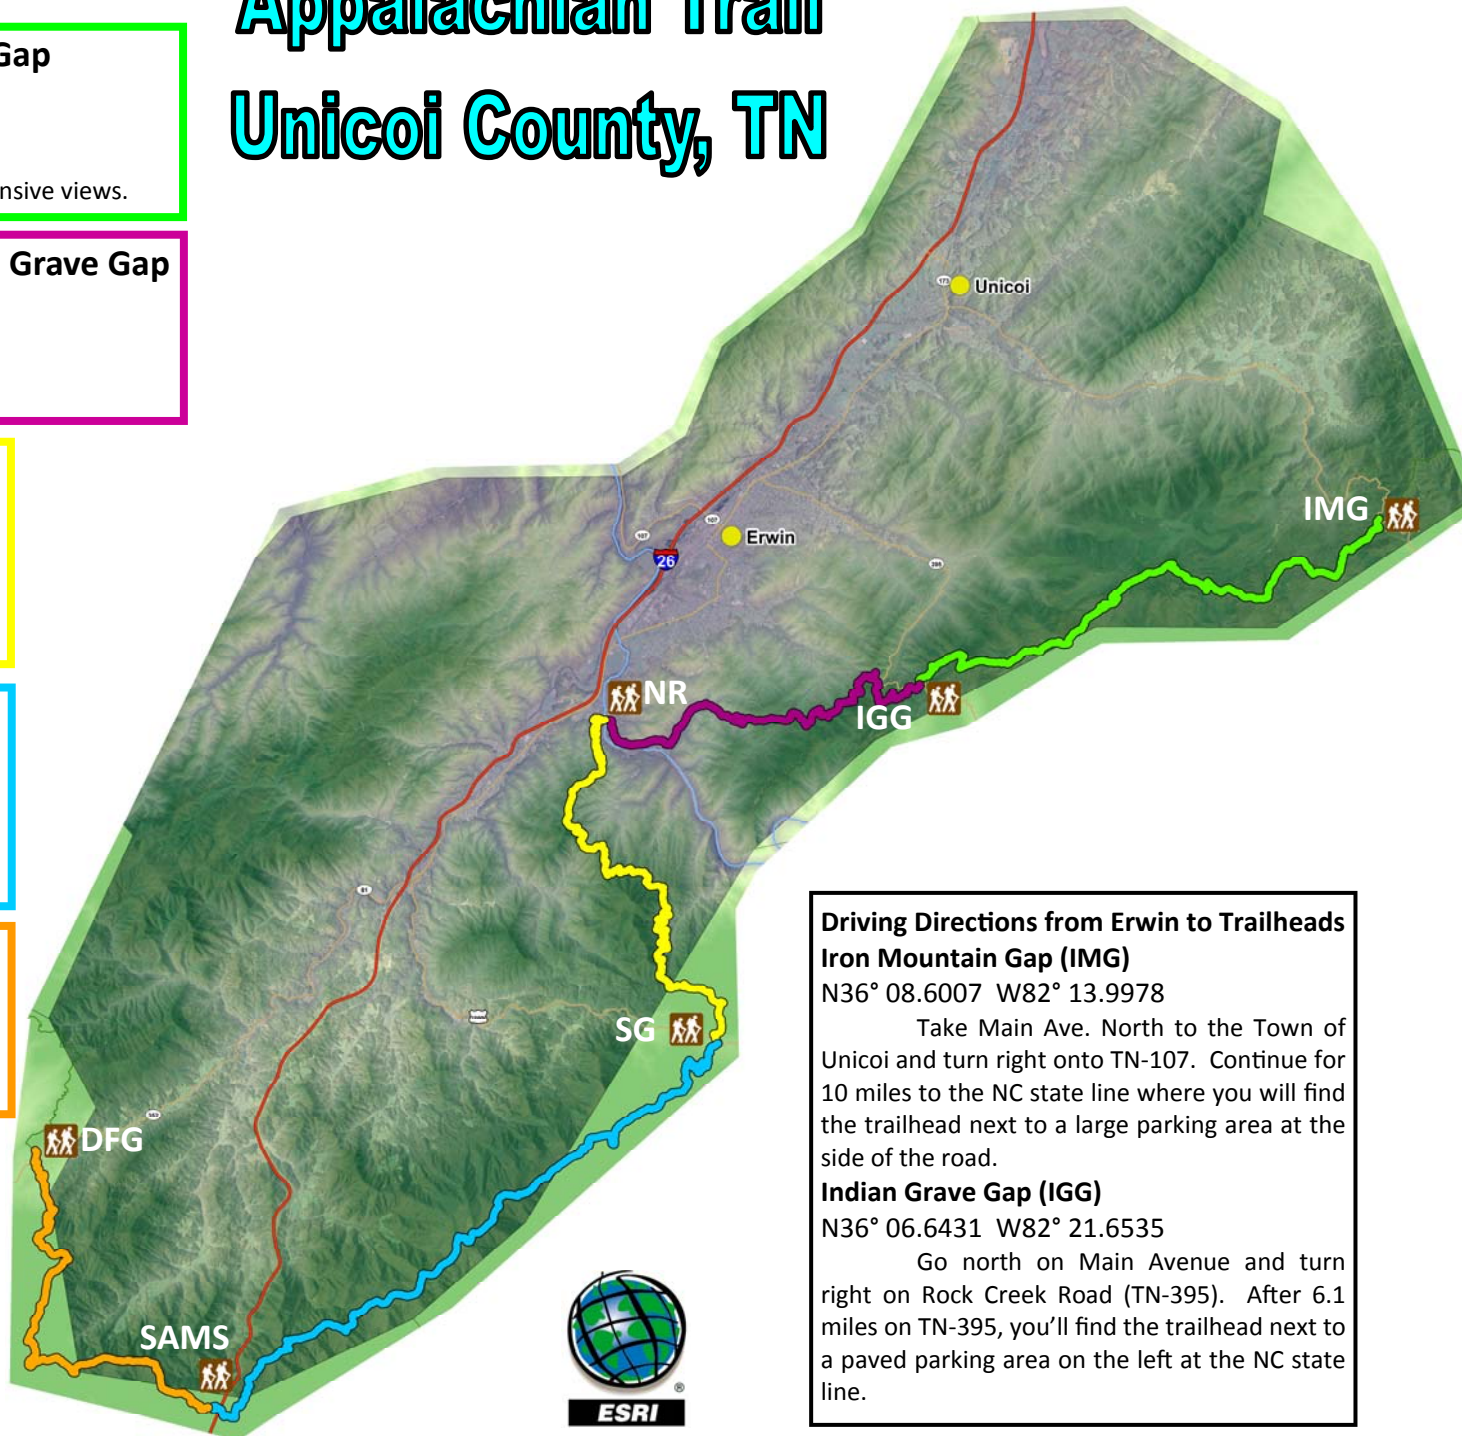 Appalachian Trail
Unicoi County, TN
Gap
nsive views.
Grave Gap
173
Unicoi
IMG
107
107
Erwin
26
395
NR
IGG
81
SG
352
DFG
SAMS
ESRI
®
Driving Directions from Erwin to Trailheads
Iron Mountain Gap (IMG)
N36° 08.6007 W82° 13.9978
Take Main Ave. North to the Town of
Unicoi and turn right onto TN-107. Continue for
10 miles to the NC state line where you will find
the trailhead next to a large parking area at the
side of the road.
Indian Grave Gap (IGG)
N36° 06.6431 W82° 21.6535
Go north on Main Avenue and turn
right on Rock Creek Road (TN-395). After 6.1
miles on TN-395, you'll find the trailhead next to
a paved parking area on the left at the NC state
line.